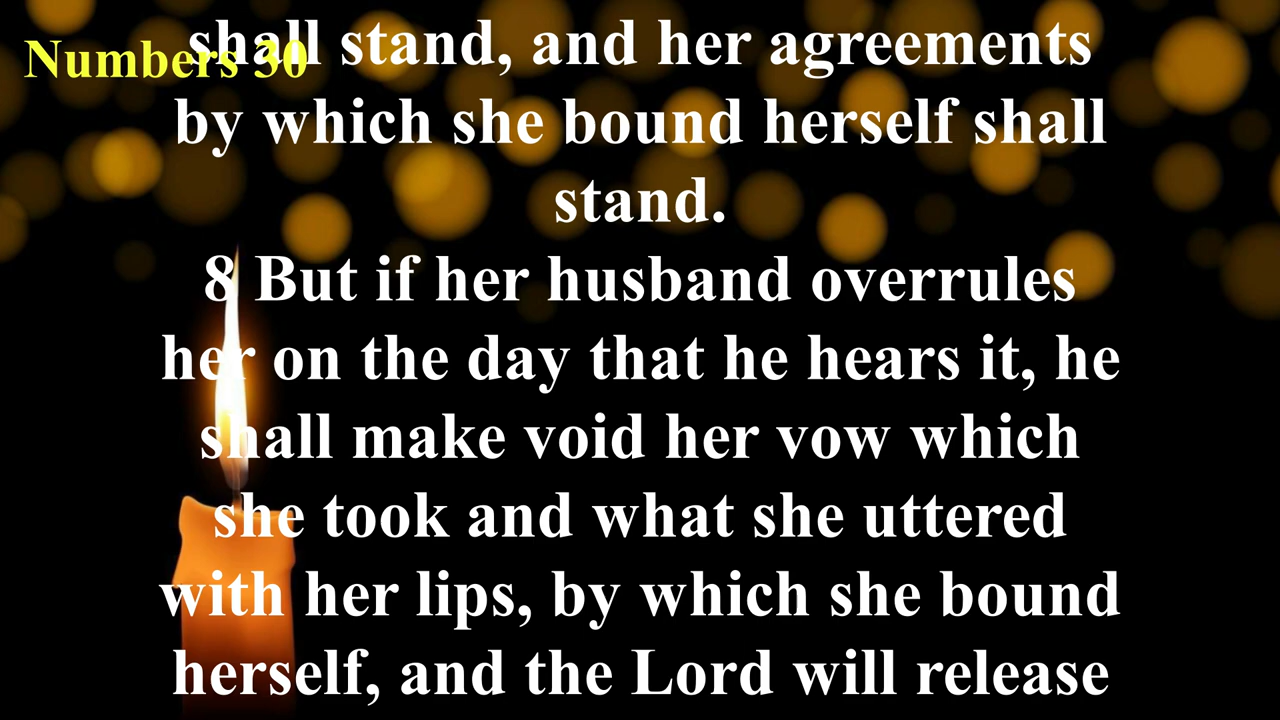 Numbers 30
shall stand, and her agreements
by which she bound herself shall
stand.
8 But if her husband overrules
her on the day that he hears it, he
shall make void her vow which
she took and what she uttered
with her lips, by which she bound
herself, and the Lord will release